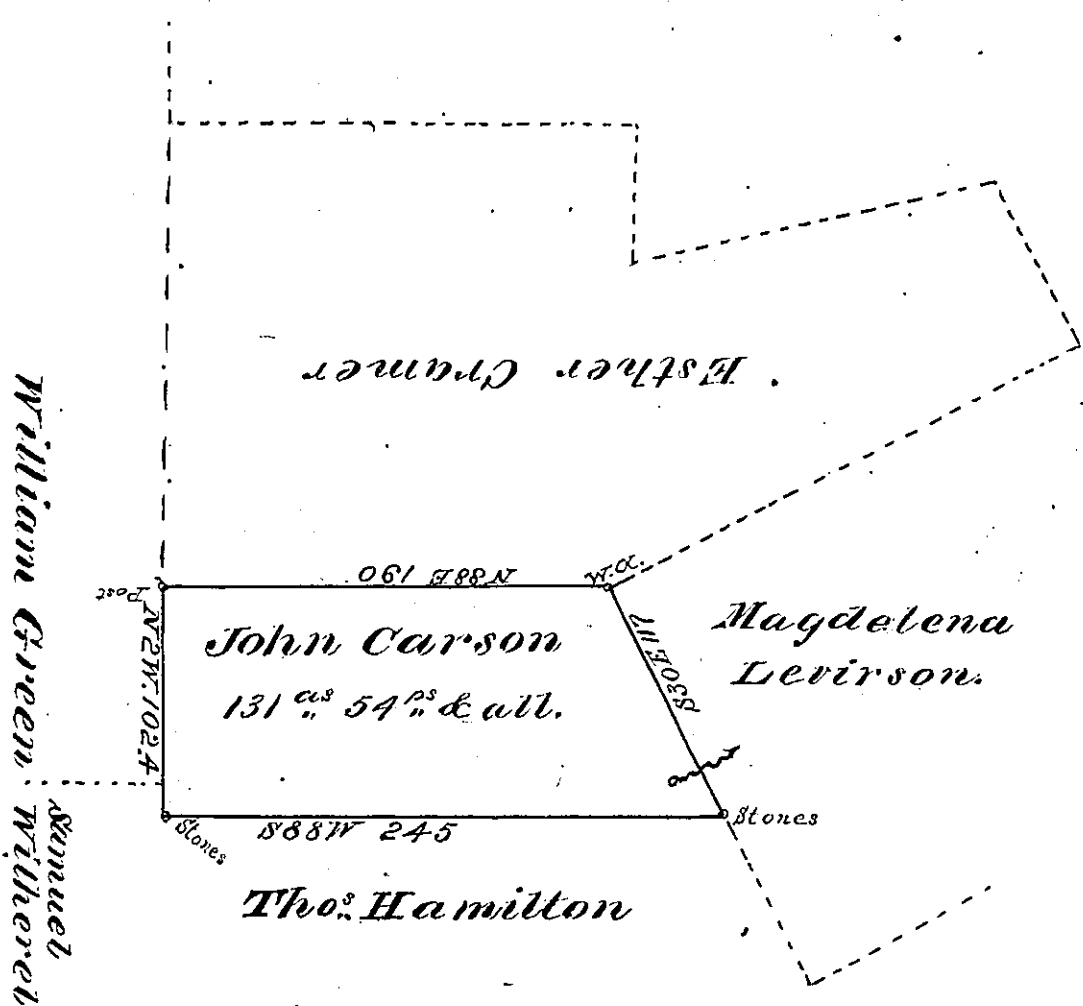 Esther Cramer
N88E 190
W.O.
Post
N2W. 102.4
John Carson
131 as 54 ps & all.
S30E 117
Magdelena
Levirson.
Stones
S88W 245
Stones
Thos. Hamilton
William Green
Samuel